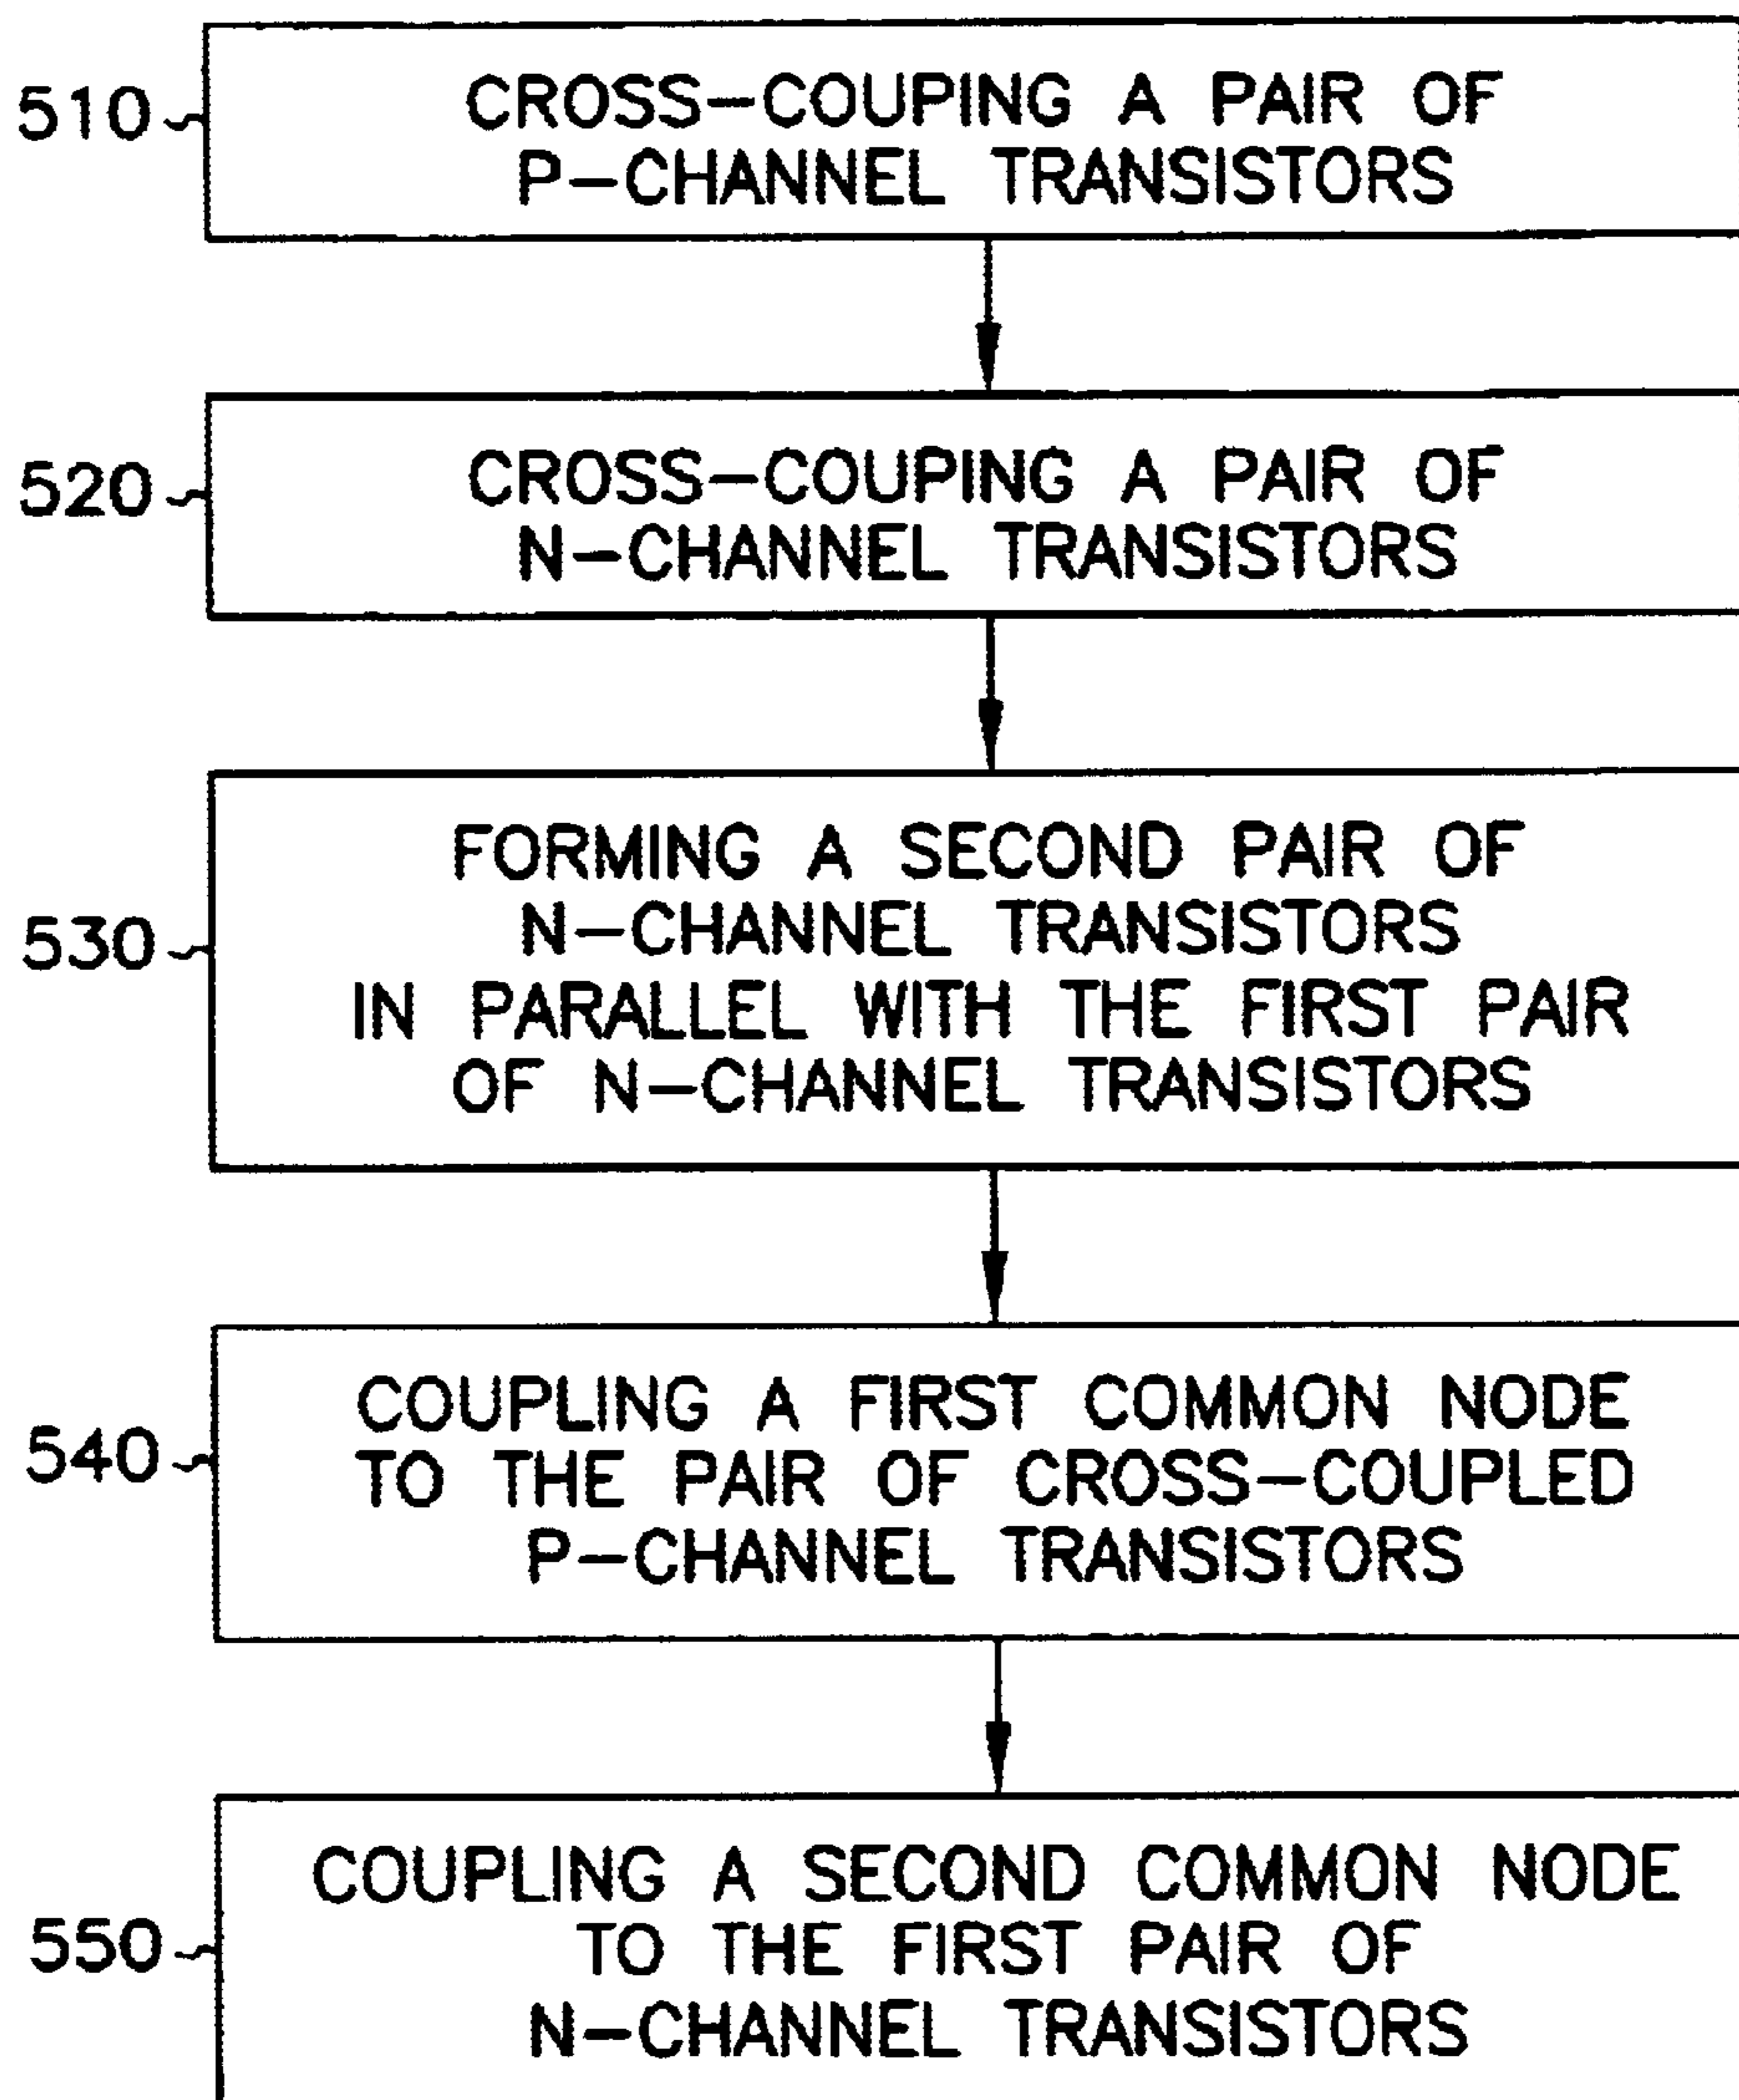 510
CROSS-COUPING A PAIR OF
P-CHANNEL TRANSISTORS
520
CROSS-COUPING A PAIR OF
N-CHANNEL TRANSISTORS
530
FORMING A SECOND PAIR OF
N-CHANNEL TRANSISTORS
IN PARALLEL WITH THE FIRST PAIR
OF N-CHANNEL TRANSISTORS
540
COUPLING A FIRST COMMON NODE
TO THE PAIR OF CROSS-COUPLED
P-CHANNEL TRANSISTORS
550
COUPLING A SECOND COMMON NODE
TO THE FIRST PAIR OF
N-CHANNEL TRANSISTORS